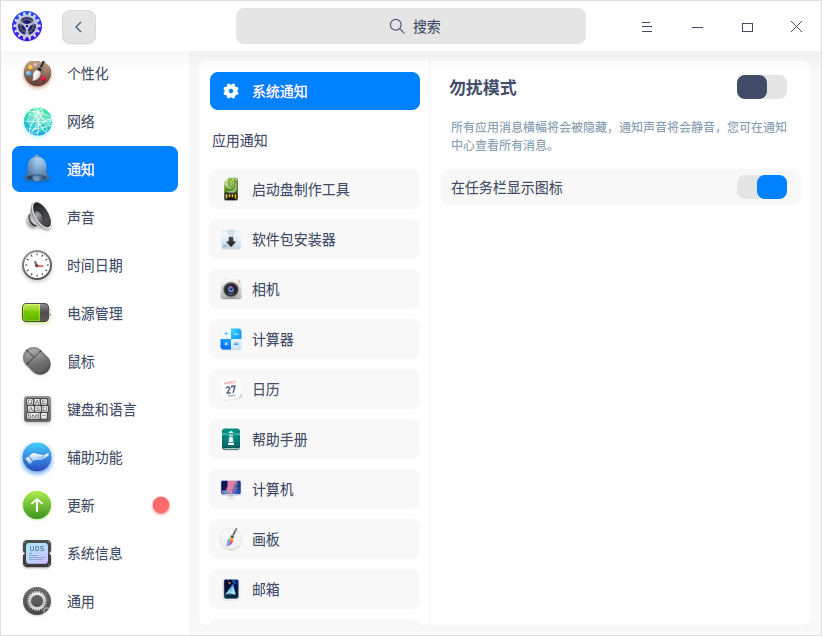 搜索
个性化
网络
通知
声音
时间日期
电源管理
鼠标
键盘和语言
辅助功能
更新
UOS
系统信息
通用
系统通知
应用通知
启动盘制作工具
软件包安装器
相机
计算器
27
日历
帮助手册
计算机
画板
邮箱
勿扰模式
所有应用消息横幅将会被隐藏，通知声音将会静音，您可在通知
中心查看所有消息。
在任务栏显示图标